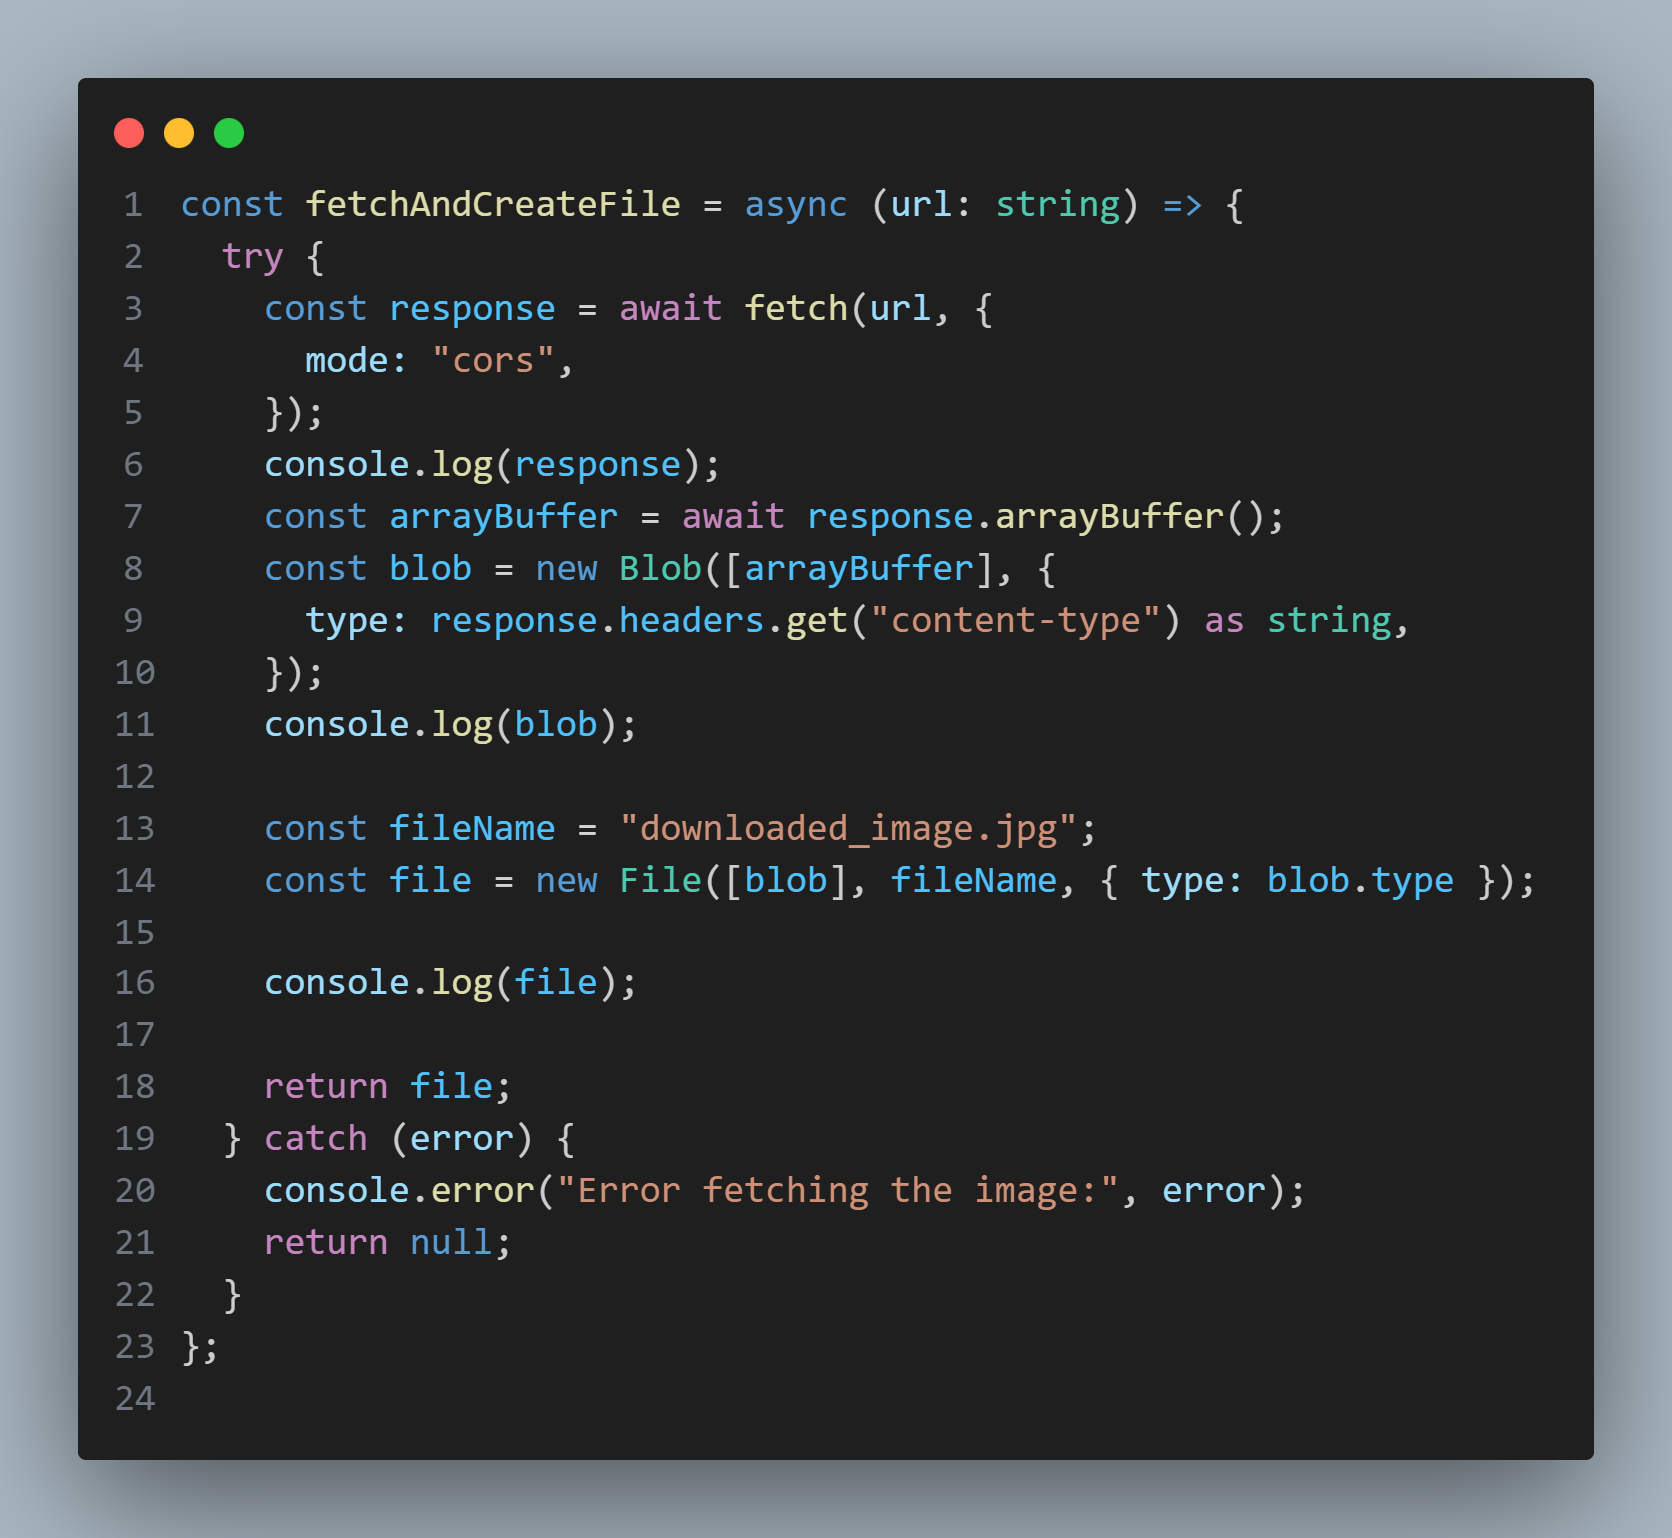 1 const fetchAndCreateFile = async (url: string) => {
2   try {
3     const response = await fetch(url, {
4       mode: "cors",
5     });
6     console.log(response);
7     const arrayBuffer = await response.arrayBuffer();
8     const blob = new Blob([arrayBuffer], {
9       type: response.headers.get("content-type") as string,
10     });
11     console.log(blob);
12
13     const fileName = "downloaded_image.jpg";
14     const file = new File([blob], fileName, { type: blob.type });
15
16     console.log(file);
17
18     return file;
19   } catch (error) {
20     console.error("Error fetching the image:", error);
21     return null;
22   }
23 };
24